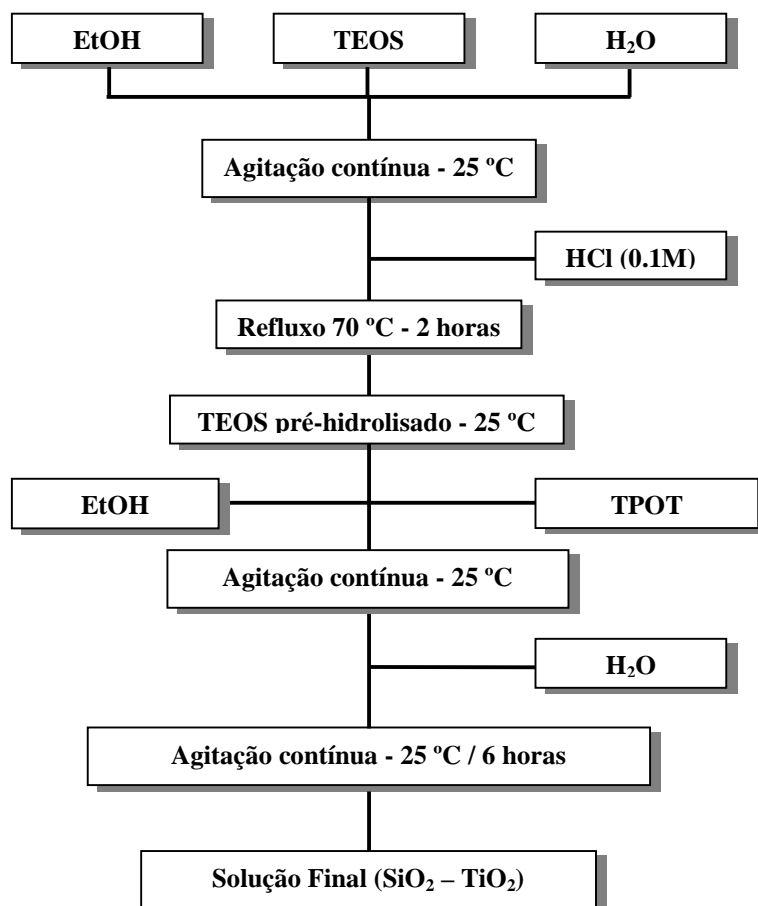 EtOH
TEOS
H₂O
Agitação contínua - 25 ºC
HCl (0.1M)
Refluxo 70 ºC - 2 horas
TEOS pré-hidrolisado - 25 ºC
EtOH
TPOT
Agitação contínua - 25 ºC
H₂O
Agitação contínua - 25 ºC / 6 horas
Solução Final (SiO₂ – TiO₂)